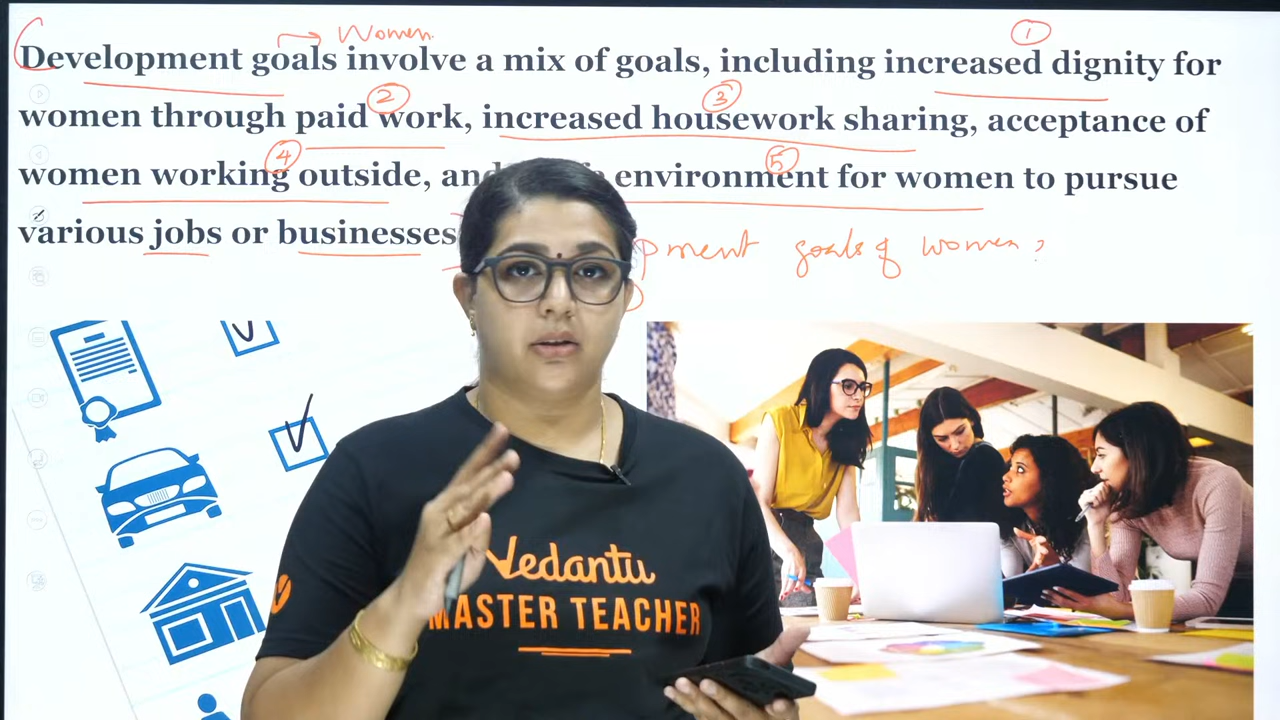 Women.
1
Development goals involve a mix of goals, including increased dignity for
2 3
women through paid work, increased housework sharing, acceptance of
4 5
women working outside, and environment for women to pursue
various jobs or businesses
goals of women ?
Vedantu
MASTER TEACHER